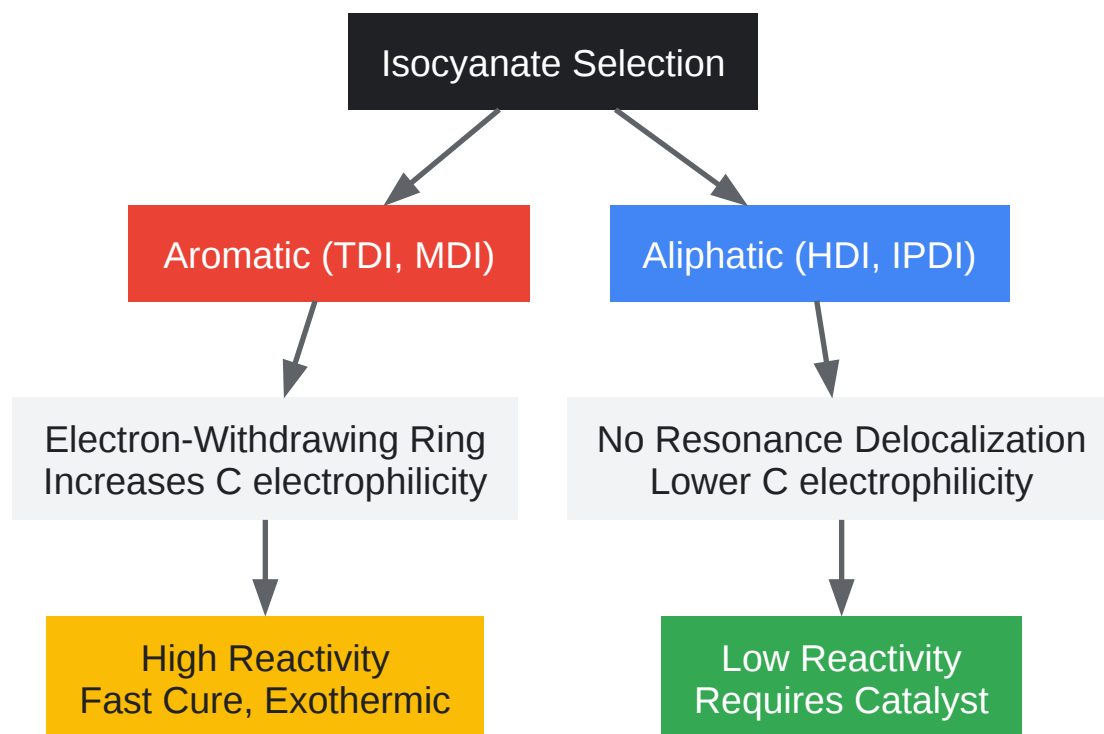 Isocyanate Selection
Aromatic (TDI, MDI)
Aliphatic (HDI, IPDI)
Electron-Withdrawing Ring
Increases C electrophilicity
No Resonance Delocalization
Lower C electrophilicity
High Reactivity
Fast Cure, Exothermic
Low Reactivity
Requires Catalyst